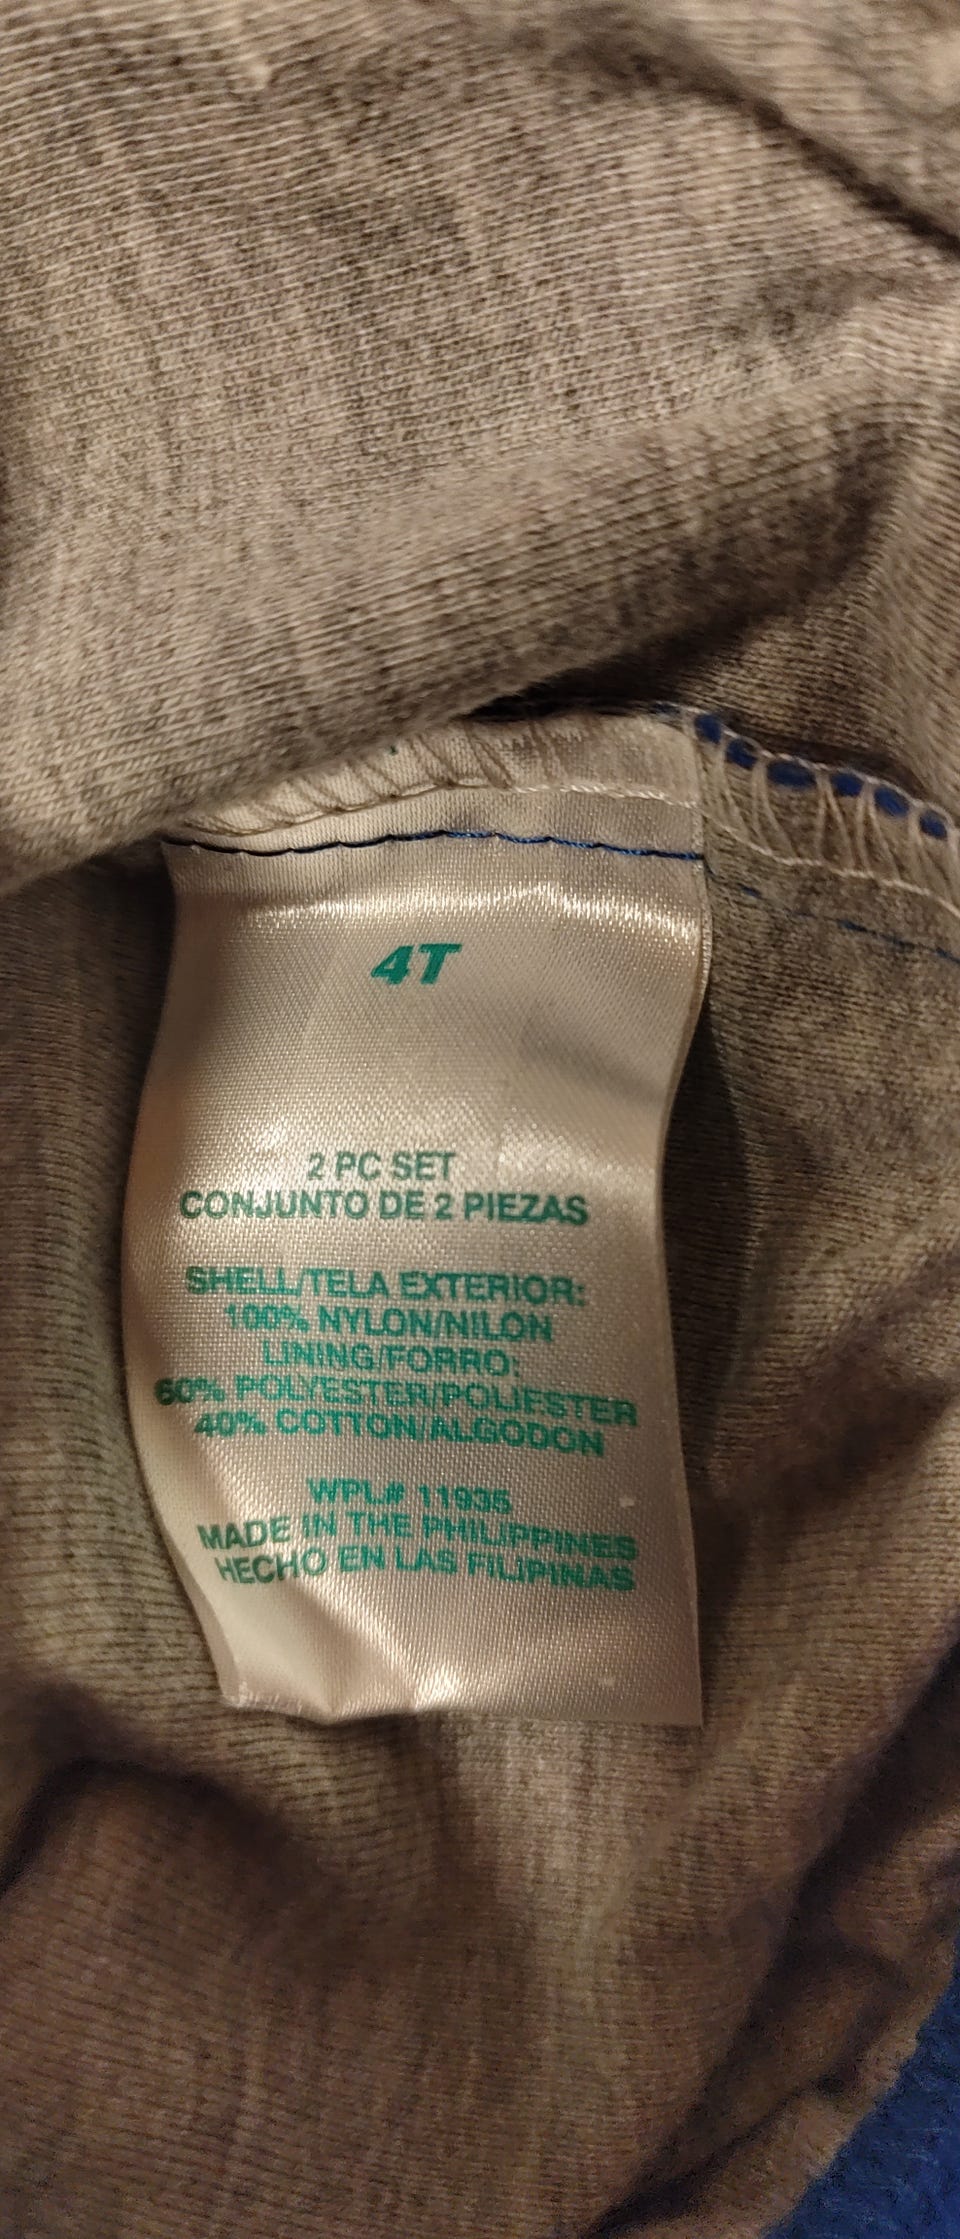 4T
2 PC SET
CONJUNTO DE 2 PIEZAS
SHELL/TELA EXTERIOR:
100% NYLON/NILON
LINING/FORRO:
60% POLYESTER/POLIESTER
40% COTTON/ALGODON
WPL# 11935
MADE IN THE PHILIPPINES
HECHO EN LAS FILIPINAS